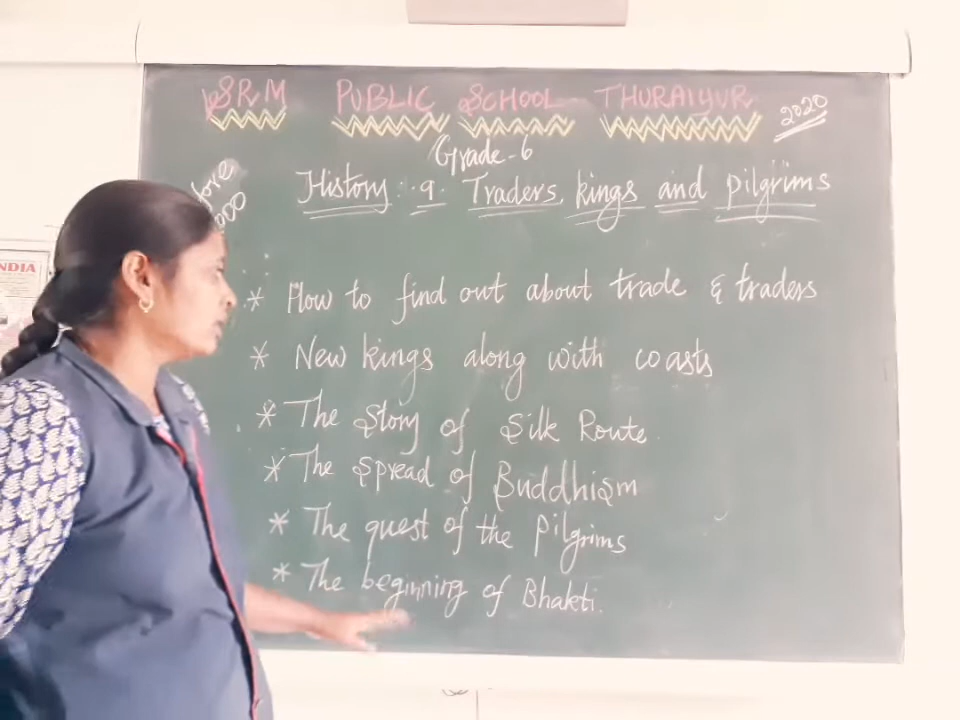 SRM PUBLIC SCHOOL THURAIYUR
2020
Grade-6
History : 9. Traders, kings and pilgrims
* How to find out about trade & traders
* New kings along with coasts
* The Story of Silk Route.
* The Spread of Buddhism
* The quest of the Pilgrims
* The beginning of Bhakti.
INDIA